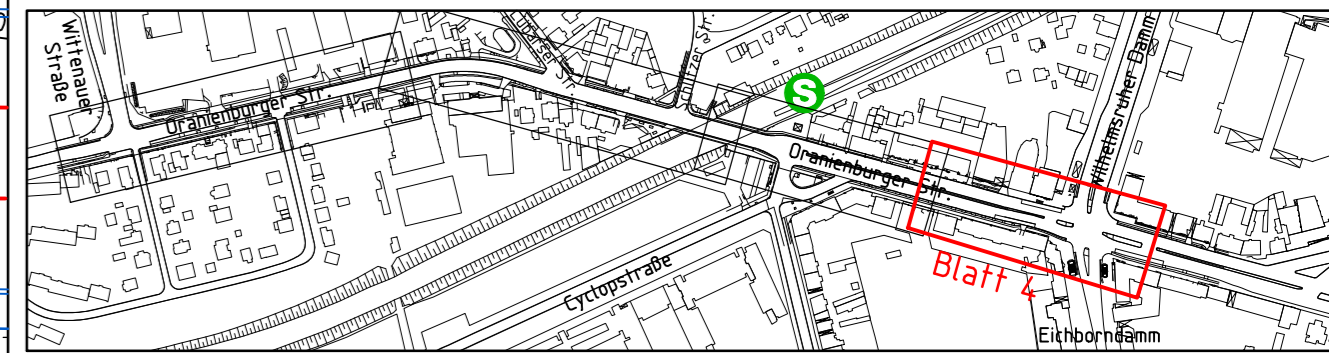 Wittenauer
Straße
Oranienburger Str.
S
Oranienburger Str.
Wilhelmsruher Damm
Cyclopstraße
Blatt 4
Eichborndamm